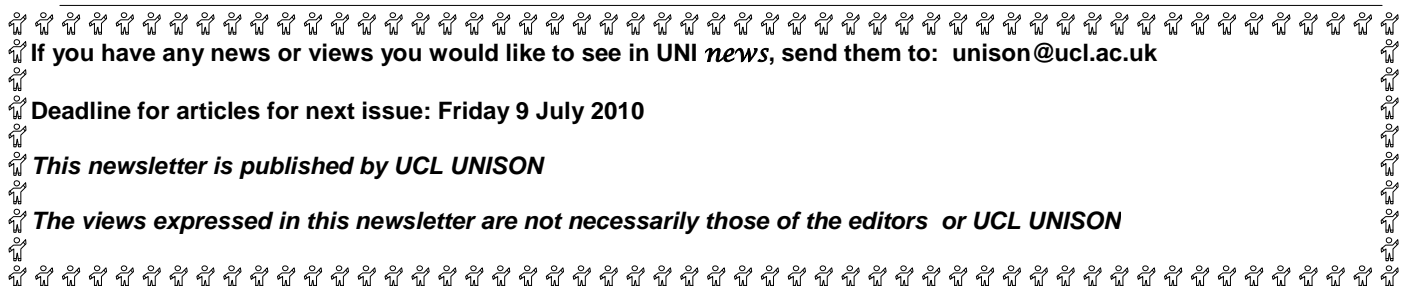 If you have any news or views you would like to see in UNI news, send them to: unison@ucl.ac.uk
Deadline for articles for next issue: Friday 9 July 2010
This newsletter is published by UCL UNISON
The views expressed in this newsletter are not necessarily those of the editors or UCL UNISON